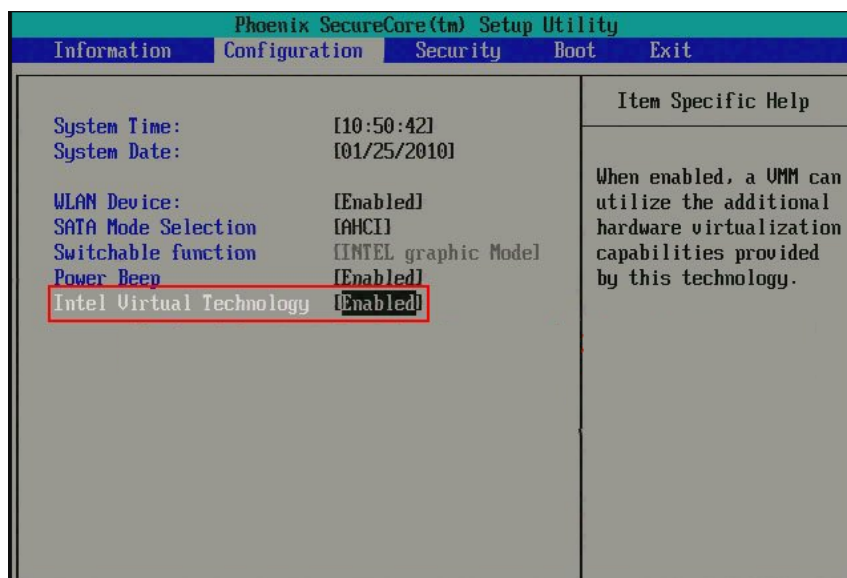 Phoenix SecureCore(tm) Setup Utility
Information Configuration Security Boot Exit
System Time: [10:50:42]
System Date: [01/25/2010]
WLAN Device: [Enabled]
SATA Mode Selection [AHCI]
Switchable function [INTEL graphic Mode]
Power Beep [Enabled]
Intel Virtual Technology [Enabled]
Item Specific Help
When enabled, a VMM can
utilize the additional
hardware virtualization
capabilities provided
by this technology.